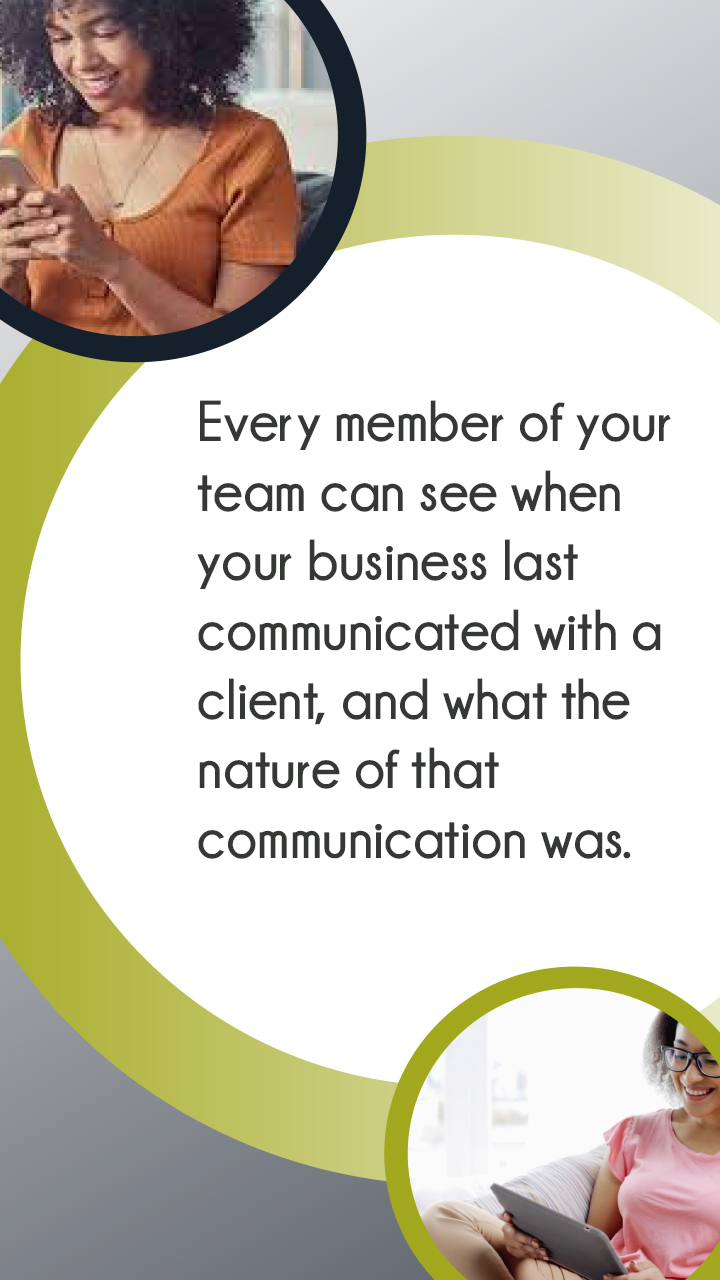 Every member of your
team can see when
your business last
communicated with a
client, and what the
nature of that
communication was.